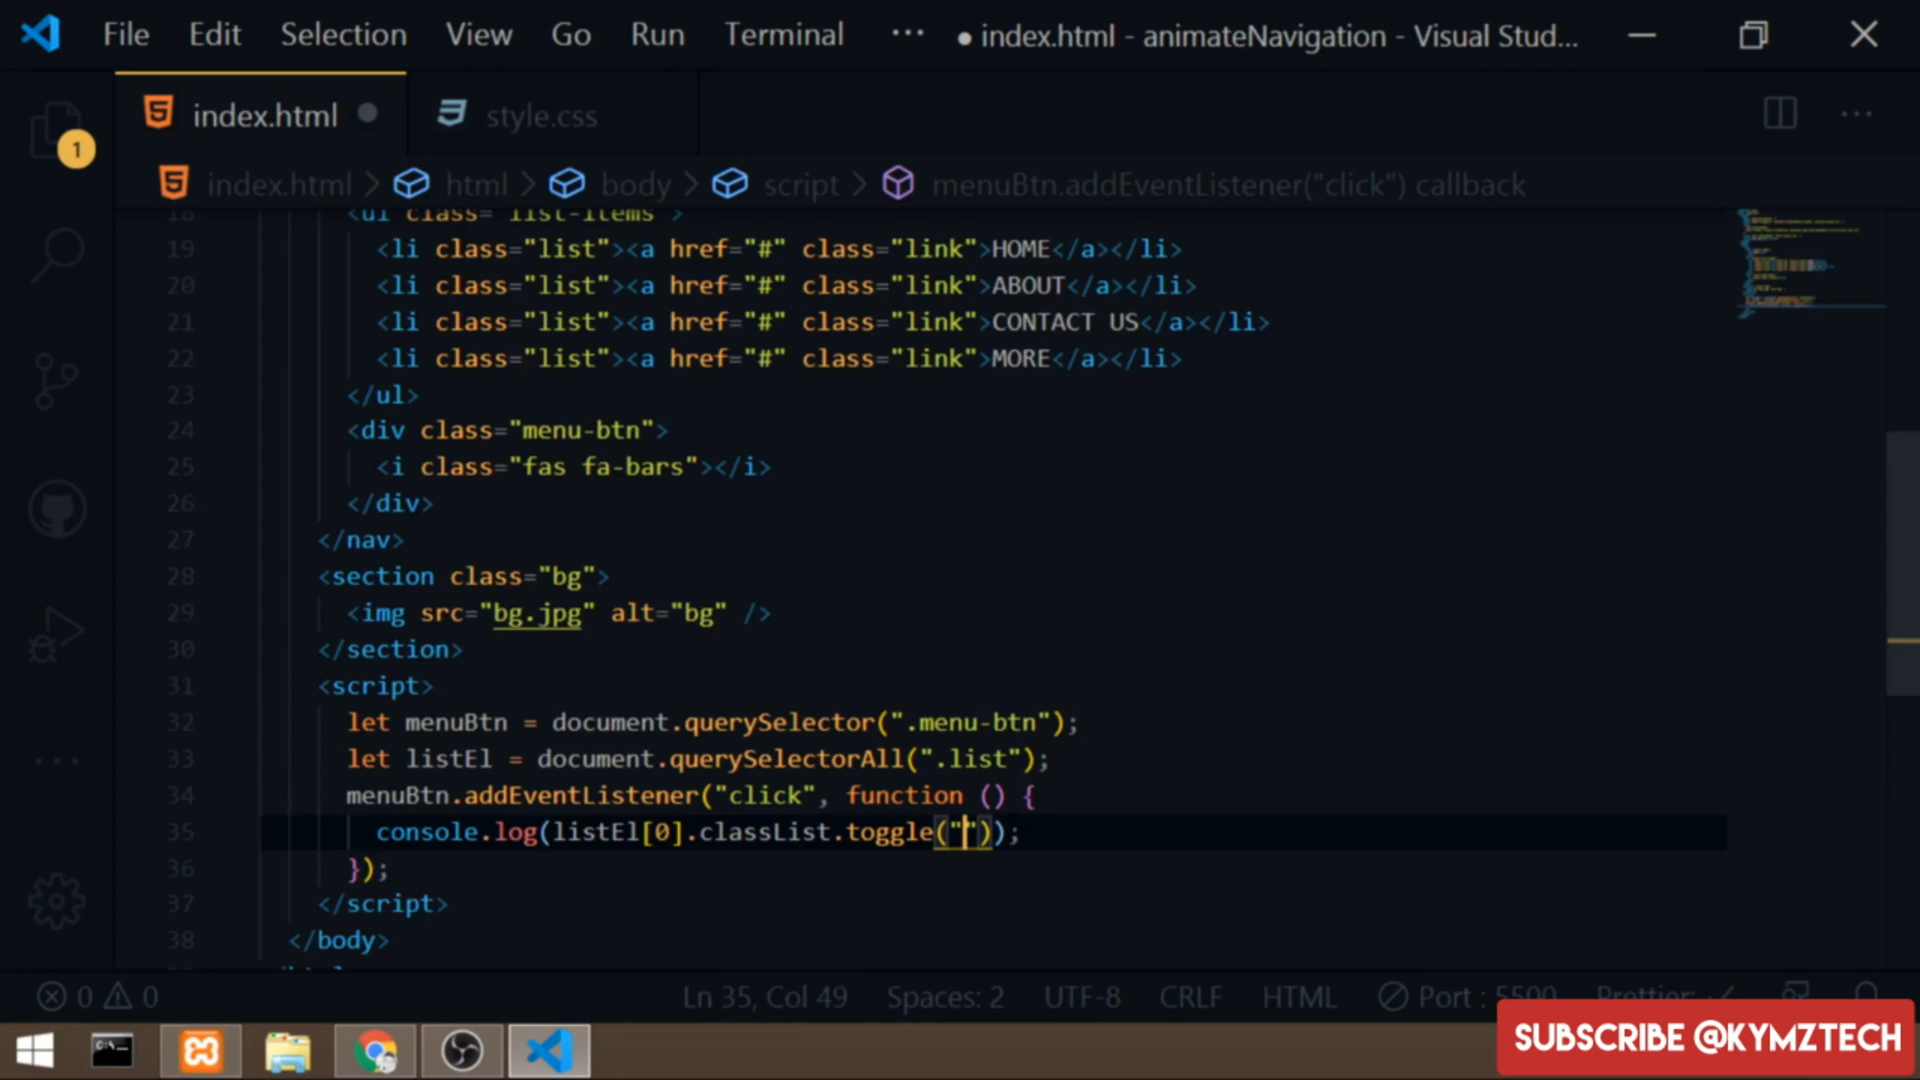 File Edit Selection View Go Run Terminal ··· ● index.html - animateNavigation - Visual Stud...
index.html ● style.css
1
index.html > html > body > script > menuBtn.addEventListener("click") callback
18 <ul class="list-items">
19 <li class="list"><a href="#" class="link">HOME</a></li>
20 <li class="list"><a href="#" class="link">ABOUT</a></li>
21 <li class="list"><a href="#" class="link">CONTACT US</a></li>
22 <li class="list"><a href="#" class="link">MORE</a></li>
23 </ul>
24 <div class="menu-btn">
25 <i class="fas fa-bars"></i>
26 </div>
27 </nav>
28 <section class="bg">
29 <img src="bg.jpg" alt="bg" />
30 </section>
31 <script>
32 let menuBtn = document.querySelector(".menu-btn");
33 let listEl = document.querySelectorAll(".list");
34 menuBtn.addEventListener("click", function () {
35 console.log(listEl[0].classList.toggle(""));
36 });
37 </script>
38 </body>
0 0 Ln 35, Col 49 Spaces: 2 UTF-8 CRLF HTML Port : 5500 Prettier: ✓
SUBSCRIBE @KYMZTECH